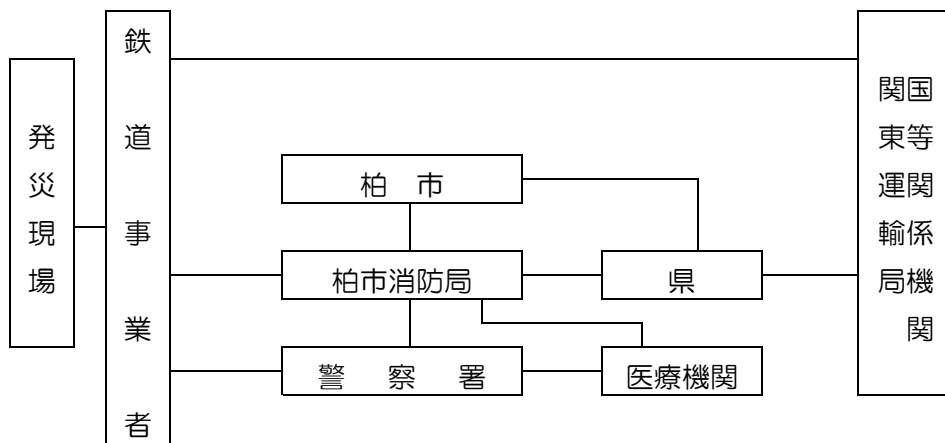 発災現場
鉄道事業者
柏市
柏市消防局
警察署
県
医療機関
国等関係機関
関東運輸局